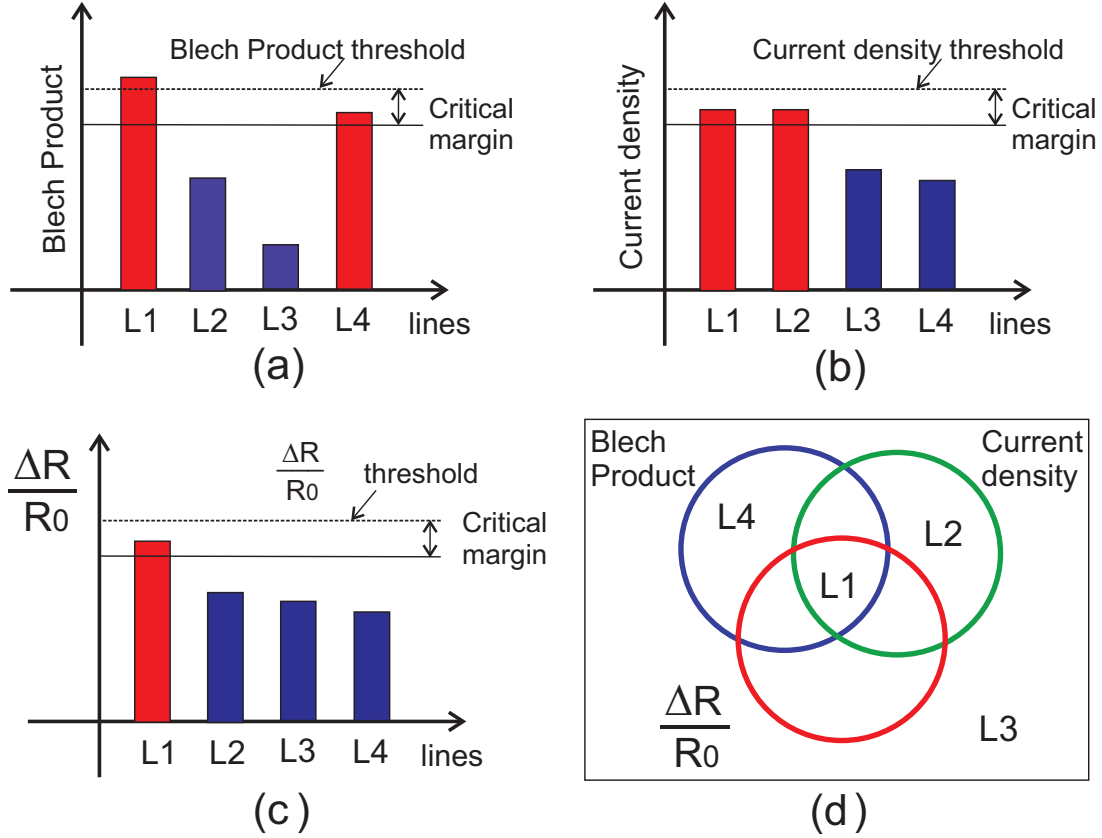 Blech Product threshold
Critical
margin
Blech Product
L1 L2 L3 L4 lines
(a)
Current density threshold
Critical
margin
Current density
L1 L2 L3 L4 lines
(b)
ΔR
R0
ΔR
R0
threshold
Critical
margin
L1 L2 L3 L4 lines
(c)
Blech
Product
Current
density
L4
L2
L1
ΔR
R0
L3
(d)